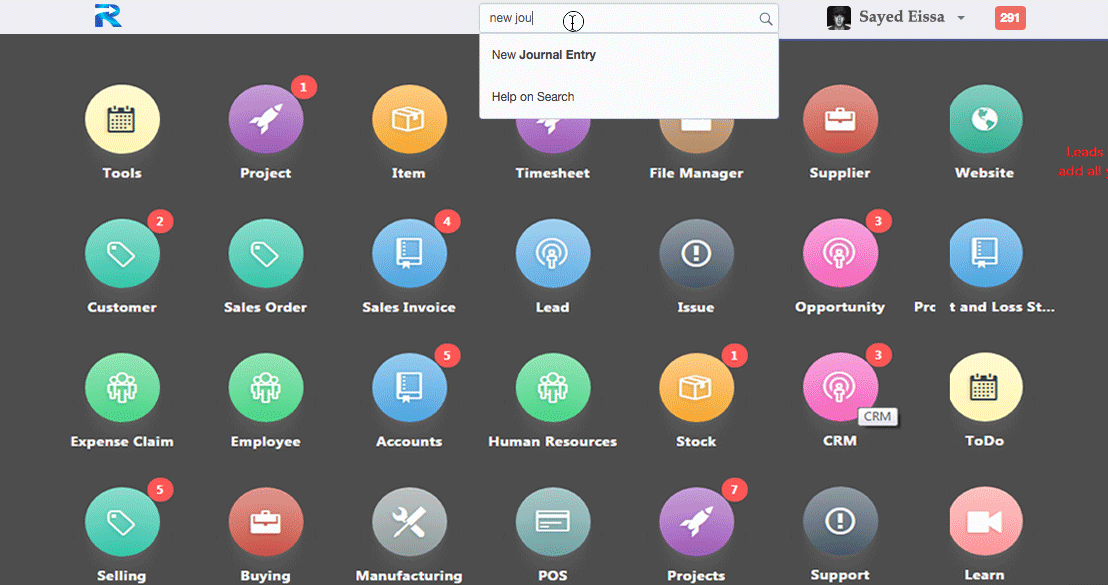 new jou
Sayed Eissa
291
New Journal Entry
Help on Search
1
Tools
Project
Item
Timesheet
File Manager
Supplier
Website
Leads
add all
2
4
3
Customer
Sales Order
Sales Invoice
Lead
Issue
Opportunity
t and Loss St...
5
1
3
CRM
Expense Claim
Employee
Accounts
Human Resources
Stock
CRM
ToDo
5
7
Selling
Buying
Manufacturing
POS
Projects
Support
Learn